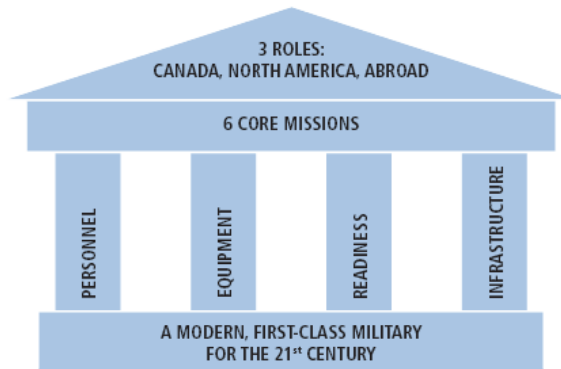 3 ROLES:
CANADA, NORTH AMERICA, ABROAD
6 CORE MISSIONS
PERSONNEL
EQUIPMENT
READINESS
INFRASTRUCTURE
A MODERN, FIRST-CLASS MILITARY
FOR THE 21st CENTURY